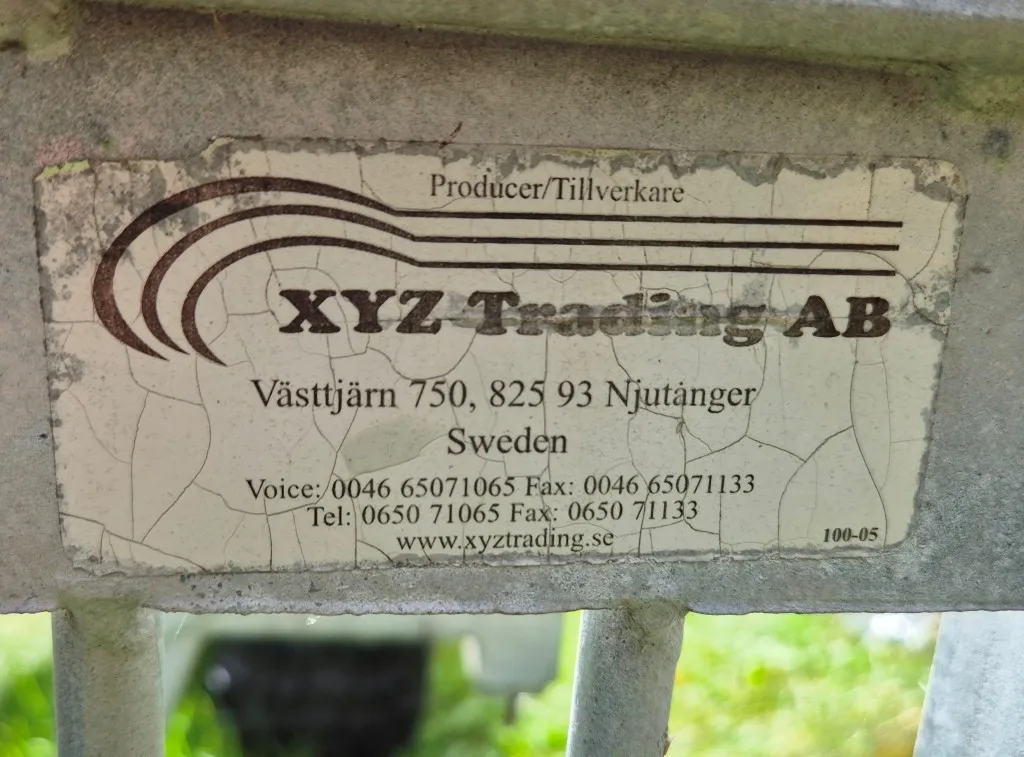 Producer/Tillverkare
XYZ Trading AB
Västtjärn 750, 825 93 Njutånger
Sweden
Voice: 0046 65071065 Fax: 0046 65071133
Tel: 0650 71065 Fax: 0650 71133
www.xyztrading.se
100-05